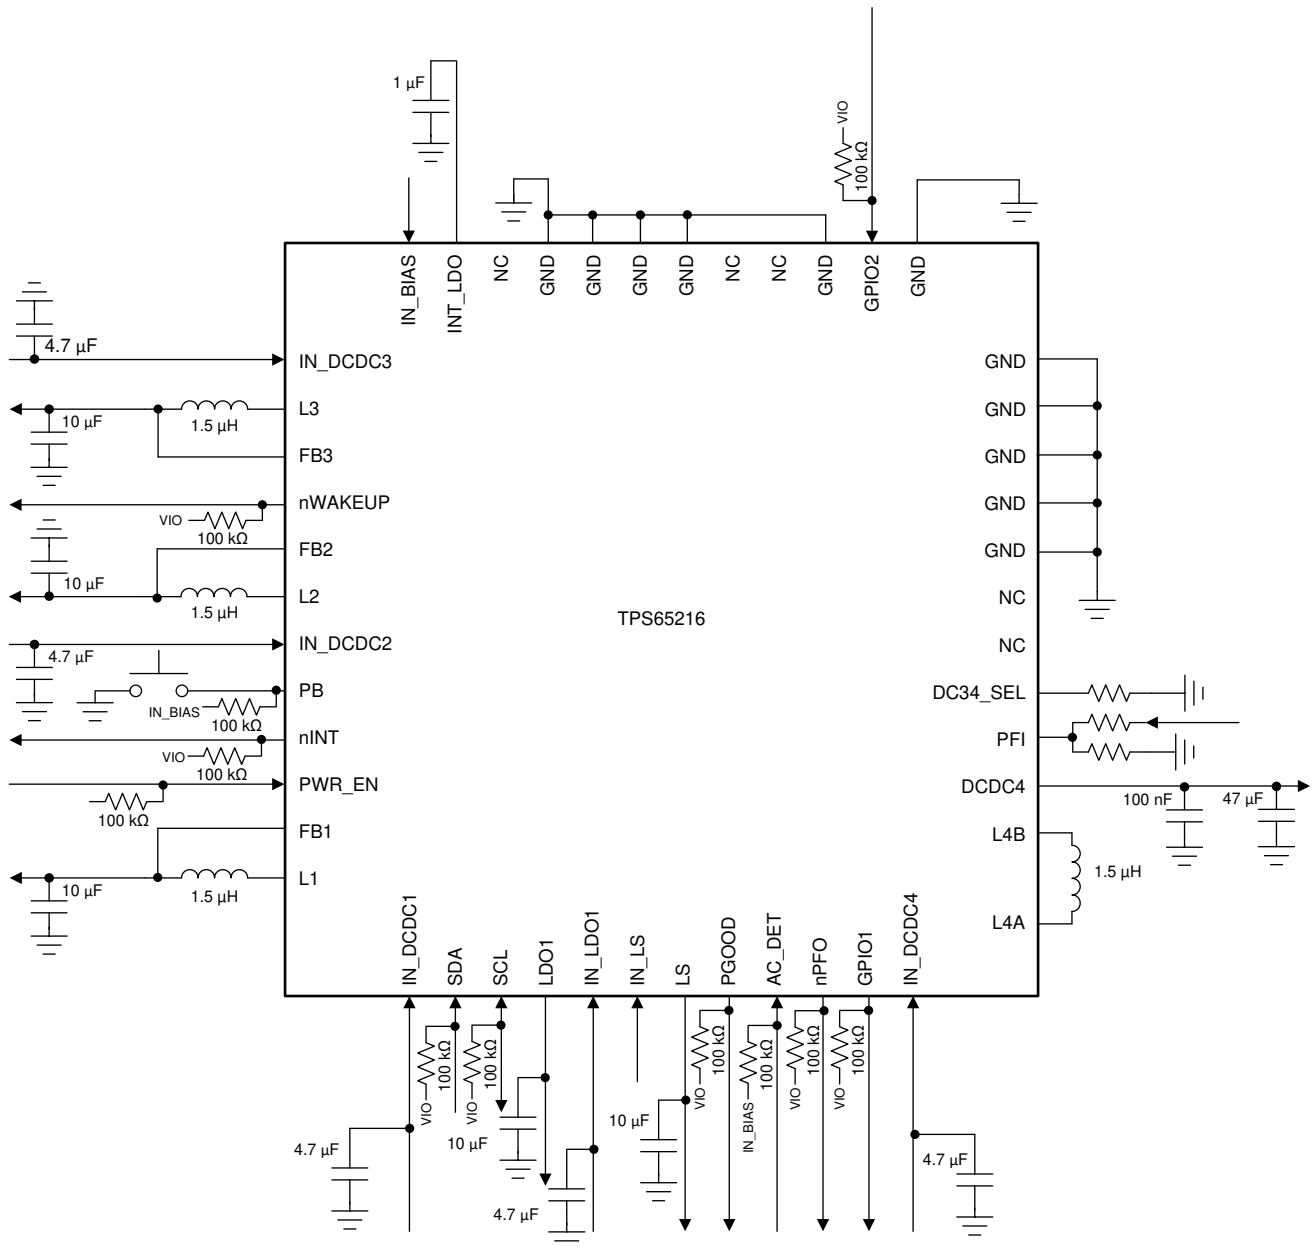 1 µF
VIO
100 kΩ
IN_BIAS
INT_LDO
NC
GND
GND
GND
GND
NC
NC
GND
GPIO2
GND
4.7 µF
IN_DCDC3
L3
10 µF
1.5 µH
FB3
nWAKEUP
VIO
100 kΩ
FB2
10 µF
L2
1.5 µH
IN_DCDC2
4.7 µF
PB
IN_BIAS
100 kΩ
nINT
VIO
100 kΩ
PWR_EN
100 kΩ
FB1
L1
10 µF
1.5 µH
TPS65216
GND
GND
GND
GND
GND
NC
NC
DC34_SEL
PFI
DCDC4
100 nF
47 µF
L4B
1.5 µH
L4A
IN_DCDC1
SDA
SCL
LDO1
IN_LDO1
IN_LS
LS
PGOOD
AC_DET
nPFO
GPIO1
IN_DCDC4
100 kΩ
VIO
100 kΩ
VIO
100 kΩ
VIO
100 kΩ
IN_BIAS
100 kΩ
VIO
100 kΩ
VIO
4.7 µF
10 µF
4.7 µF
10 µF
4.7 µF